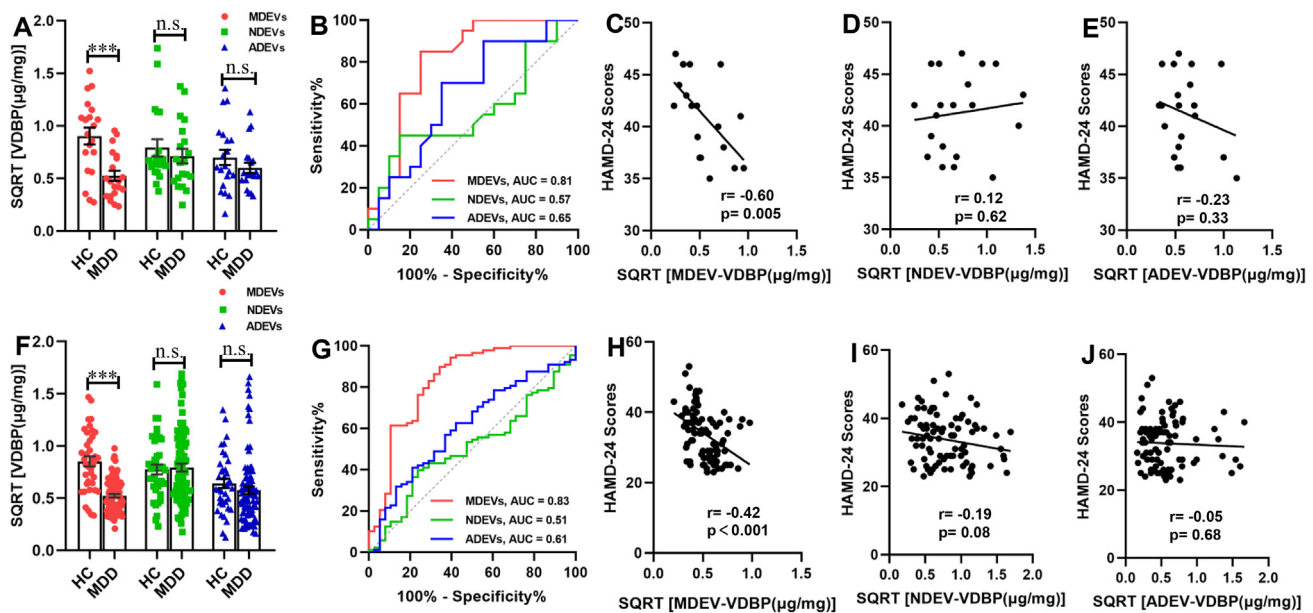 A
SQRT [VDBP(µg/mg)]
2.0
1.5
1.0
0.5
0.0
MDEVs
NDEVs
ADEVs
***
n.s.
n.s.
HC
MDD
HC
MDD
HC
MDD
B
Sensitivity%
100
80
60
40
20
0
MDEVs, AUC = 0.81
NDEVs, AUC = 0.57
ADEVs, AUC = 0.65
0 20 40 60 80 100
100% - Specificity%
C
HAMD-24 Scores
50
45
40
35
30
r= -0.60
p= 0.005
0.0 0.5 1.0 1.5
SQRT [MDEV-VDBP(µg/mg)]
D
HAMD-24 Scores
50
45
40
35
30
r= 0.12
p= 0.62
0.0 0.5 1.0 1.5
SQRT [NDEV-VDBP(µg/mg)]
E
HAMD-24 Scores
50
45
40
35
30
r= -0.23
p= 0.33
0.0 0.5 1.0 1.5
SQRT [ADEV-VDBP(µg/mg)]
F
SQRT [VDBP(µg/mg)]
2.0
1.5
1.0
0.5
0.0
MDEVs
NDEVs
ADEVs
***
n.s.
n.s.
HC
MDD
HC
MDD
HC
MDD
G
Sensitivity%
100
80
60
40
20
0
MDEVs, AUC = 0.83
NDEVs, AUC = 0.51
ADEVs, AUC = 0.61
0 20 40 60 80 100
100% - Specificity%
H
HAMD-24 Scores
60
40
20
0
r= -0.42
p < 0.001
0.0 0.5 1.0 1.5
SQRT [MDEV-VDBP(µg/mg)]
I
HAMD-24 Scores
60
40
20
0
r= -0.19
p= 0.08
0.0 0.5 1.0 1.5 2.0
SQRT [NDEV-VDBP(µg/mg)]
J
HAMD-24 Scores
60
40
20
0
r= -0.05
p= 0.68
0.0 0.5 1.0 1.5 2.0
SQRT [ADEV-VDBP(µg/mg)]